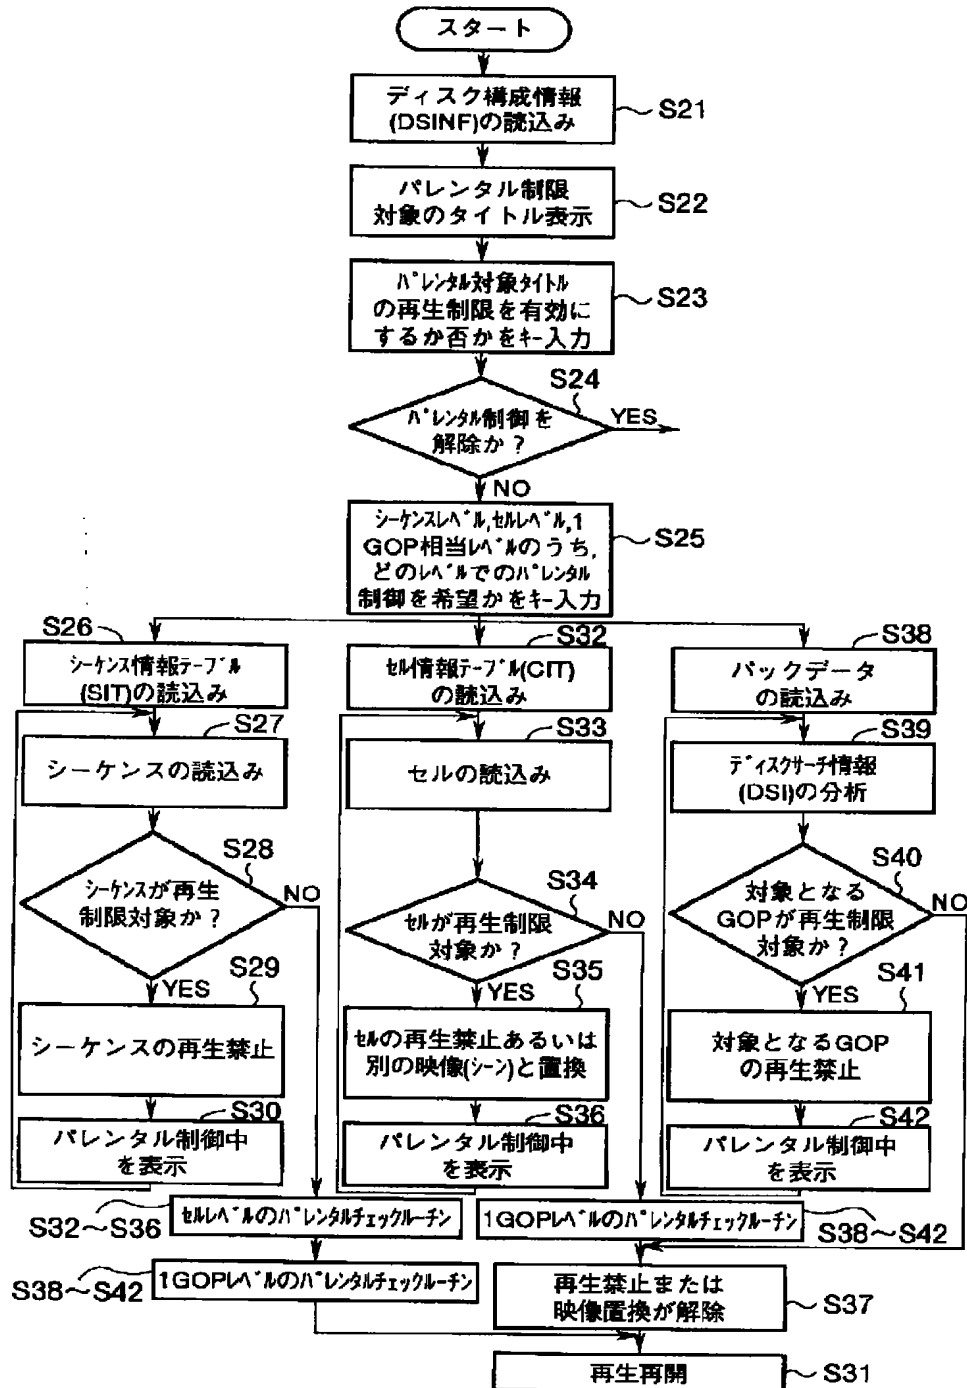 スタート
ディスク構成情報
(DSINF)の読込み
S21
パレンタル制限
対象のタイトル表示
S22
パレンタル対象タイトル
の再生制限を有効に
するか否かをキー入力
S23
S24
パレンタル制御を
解除か?
YES
NO
シーケンスレベル,セルレベル,1
GOP相当レベルのうち,
どのレベルでのパレンタル
制御を希望かをキー入力
S25
S26
シーケンス情報テーブル
(SIT)の読込み
S27
シーケンスの読込み
S28
シーケンスが再生
制限対象か?
NO
YES
S29
シーケンスの再生禁止
S30
パレンタル制御中
を表示
S32
セル情報テーブル(CIT)
の読込み
S33
セルの読込み
S34
セルが再生制限
対象か?
NO
YES
S35
セルの再生禁止あるいは
別の映像(シーン)と置換
S36
パレンタル制御中
を表示
S38
パックデータ
の読込み
S39
ディスクサーチ情報
(DSI)の分析
S40
対象となる
GOPが再生制限
対象か?
NO
YES
S41
対象となるGOP
の再生禁止
S42
パレンタル制御中
を表示
セルレベルのパレンタルチェックルーチン
S32~S36
1GOPレベルのパレンタルチェックルーチン
S38~S42
1GOPレベルのパレンタルチェックルーチン
S38~S42
再生禁止または
映像置換が解除
S37
再生再開
S31